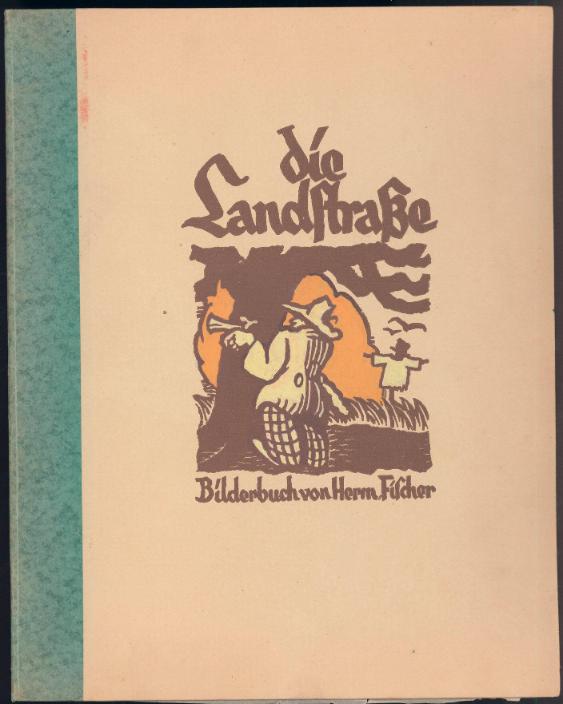 die
Landstraße
Bilderbuch von Herm. Fischer